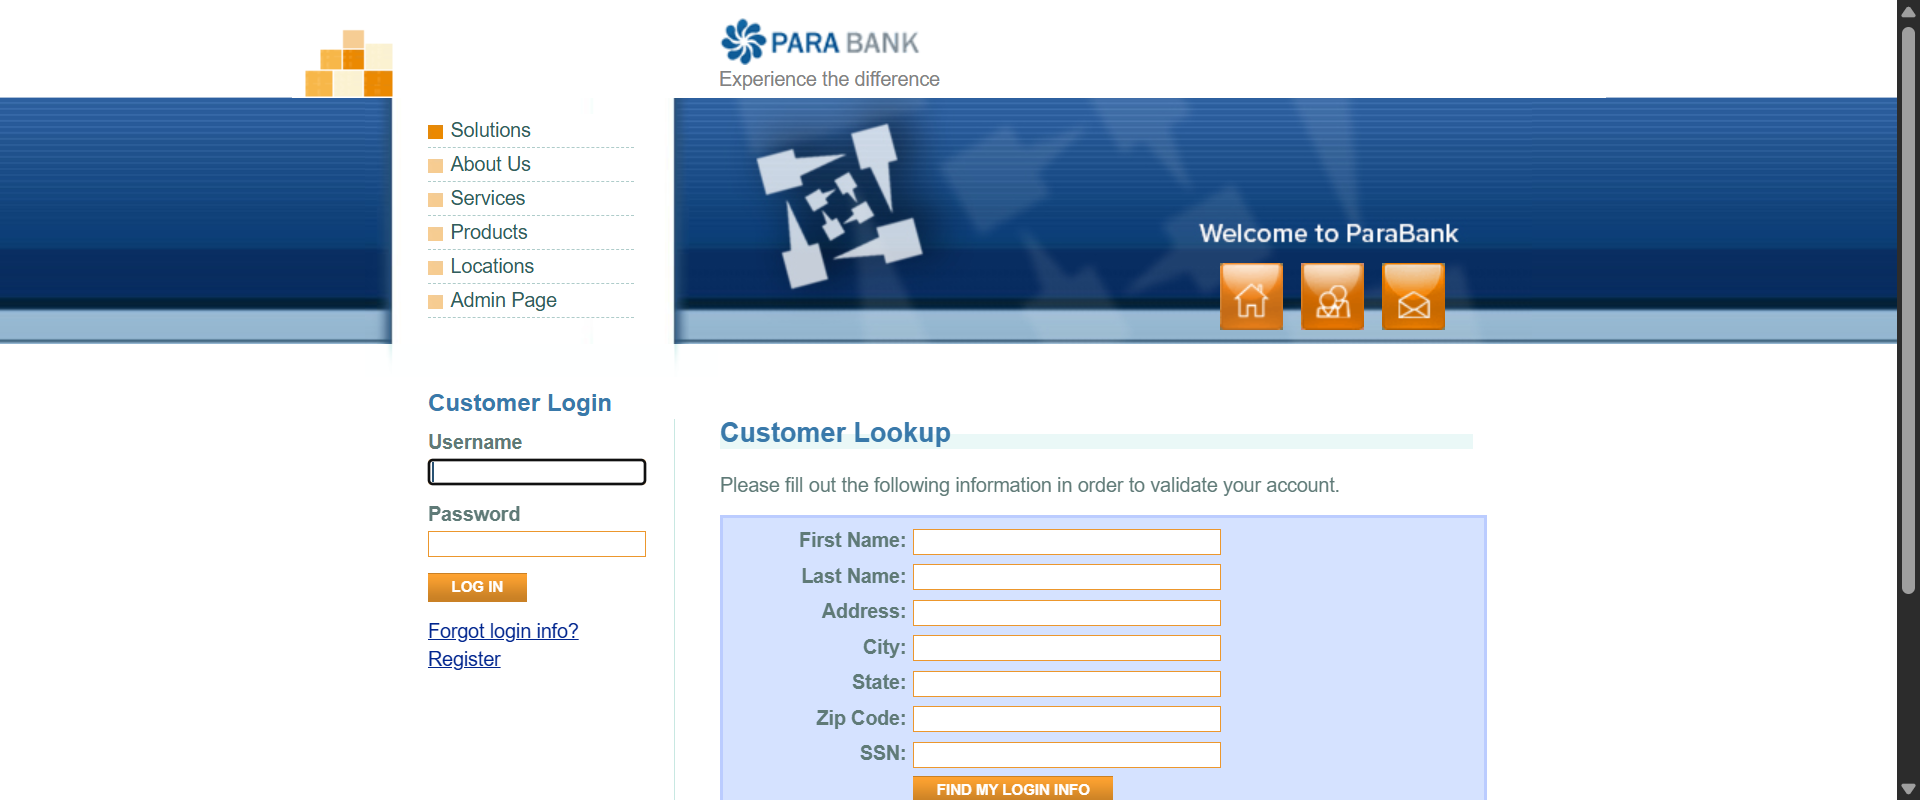 PARA BANK
Experience the difference
Solutions
About Us
Services
Products
Locations
Admin Page
Welcome to ParaBank
Customer Login
Username
Password
LOG IN
Forgot login info?
Register
Customer Lookup
Please fill out the following information in order to validate your account.
First Name:
Last Name:
Address:
City:
State:
Zip Code:
SSN:
FIND MY LOGIN INFO